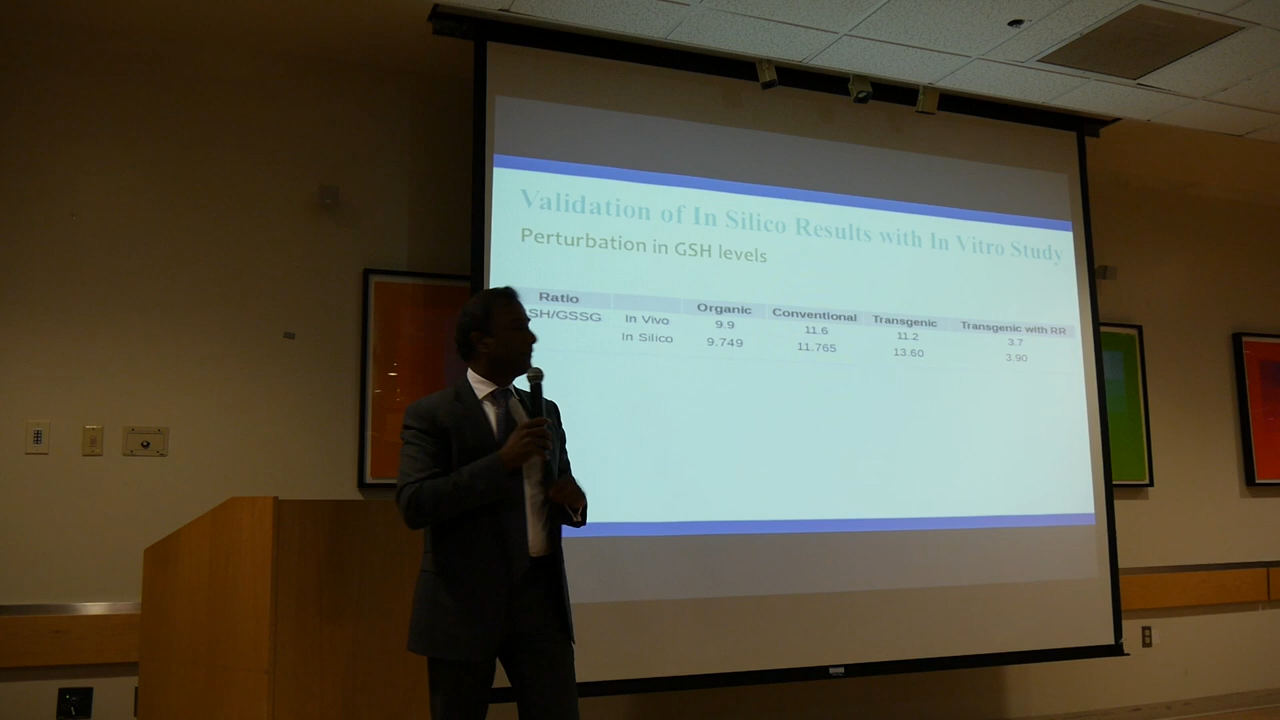 Validation of In Silico Results with In Vitro Study
Perturbation in GSH levels
Ratio Organic Conventional Transgenic Transgenic with RR
SH/GSSG In Vivo 9.9 11.6 11.2 3.7
In Silico 9.749 11.765 13.60 3.90